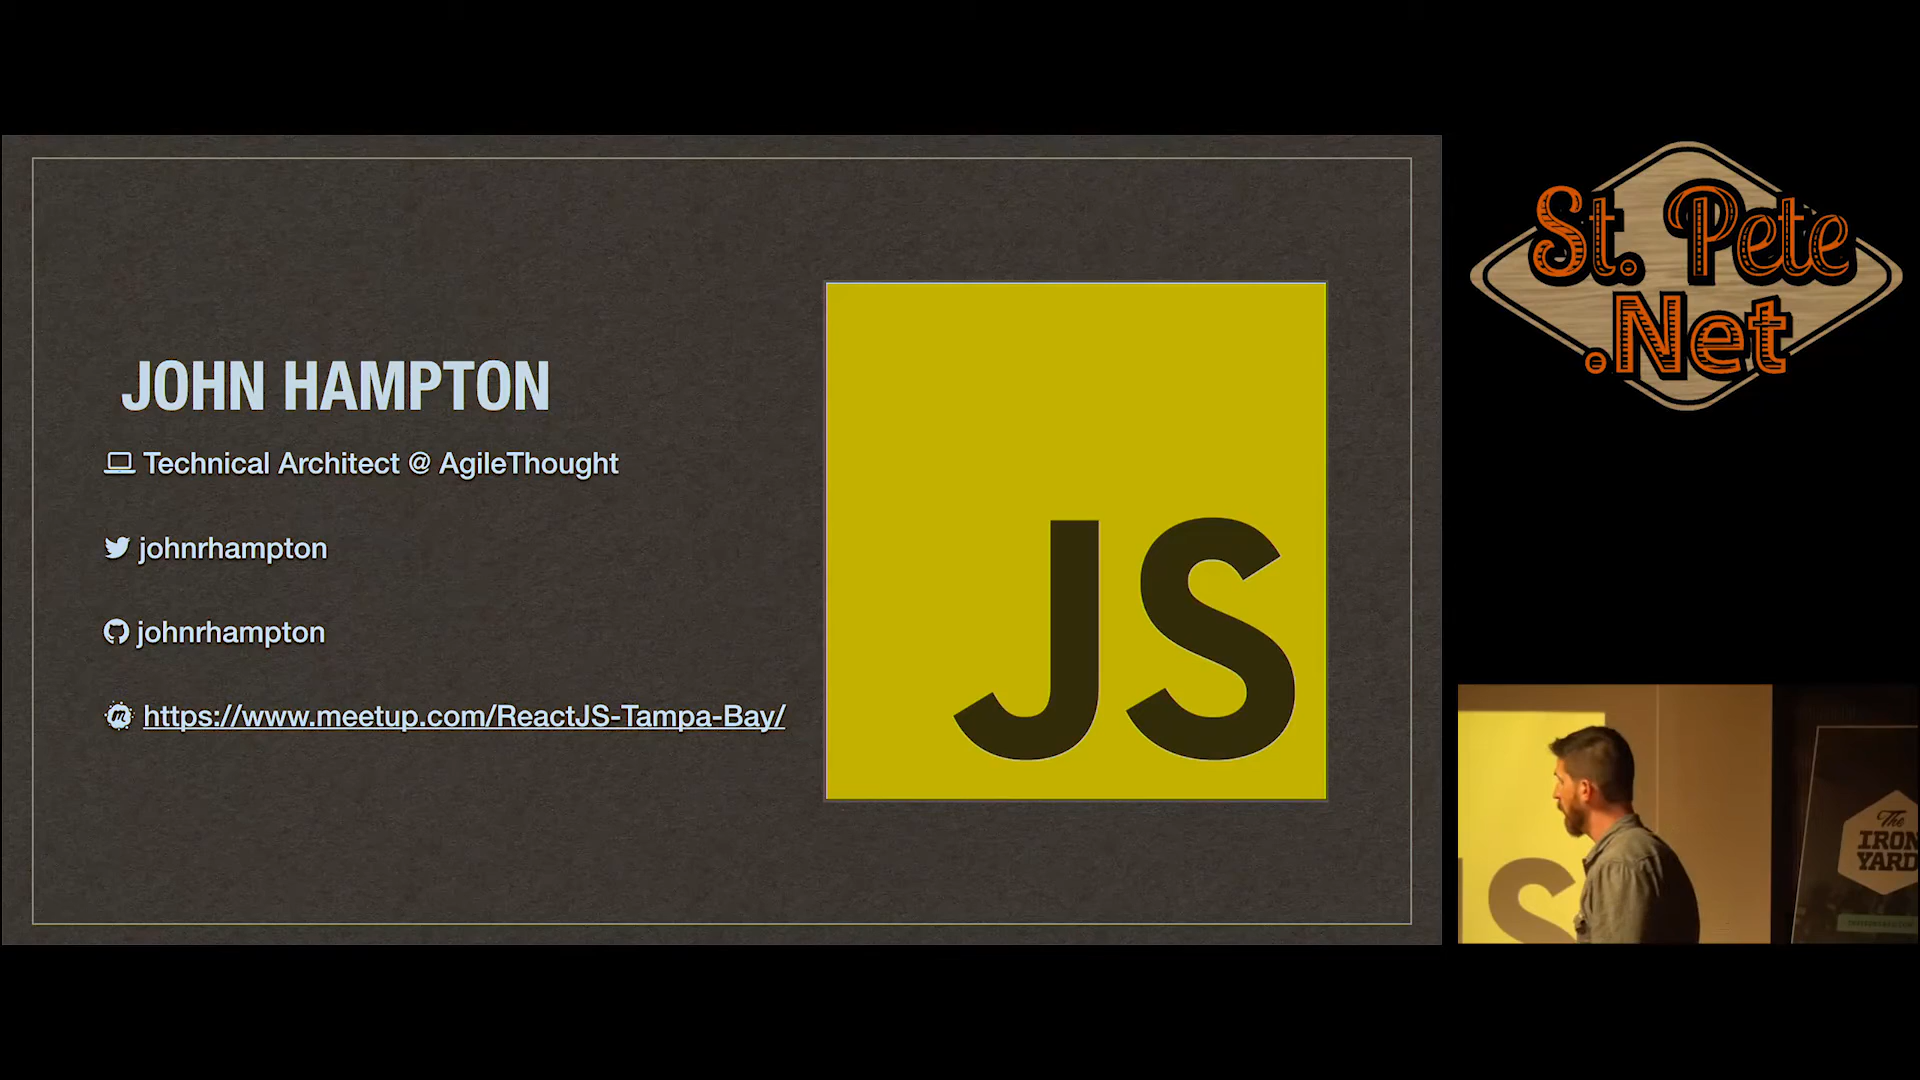 JOHN HAMPTON
Technical Architect @ AgileThought
johnrhampton
johnrhampton
https://www.meetup.com/ReactJS-Tampa-Bay/
JS
St. Pete
.Net
S
The
IRON
YARD